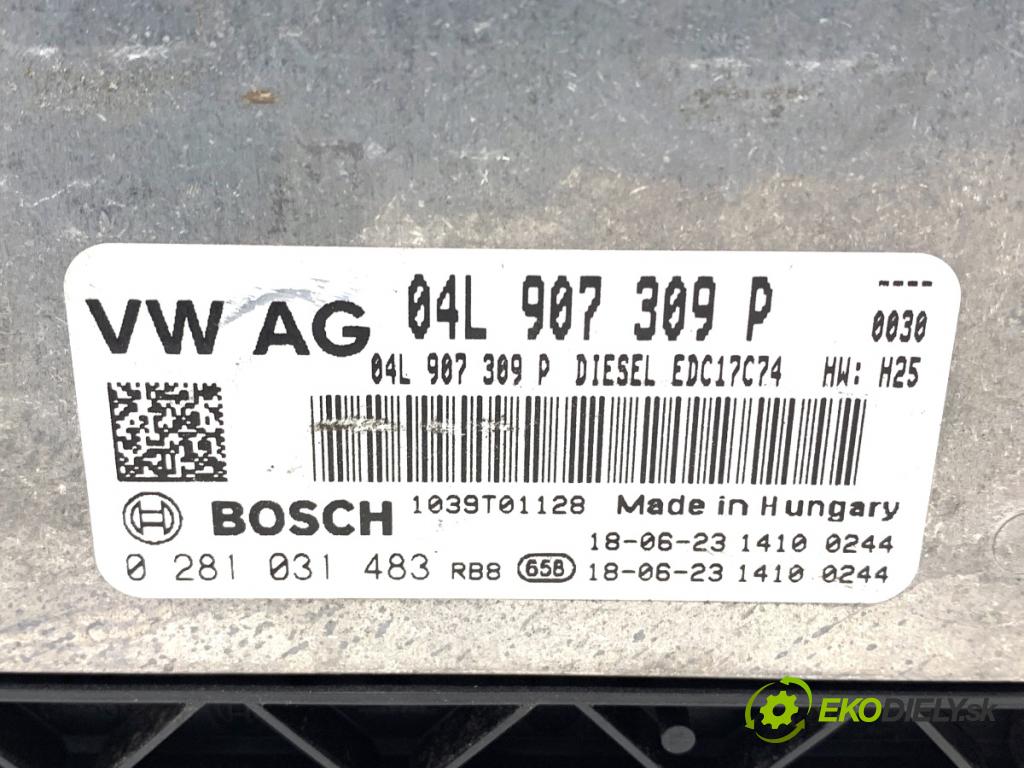 VW AG 04L 907 309 P ----
0030
04L 907 309 P DIESEL EDC17C74 HW: H25
BOSCH 1039T01128 Made in Hungary
18-06-23 1410 0244
0 281 031 483 RB8 658 18-06-23 1410 0244
EKODIELY.sk